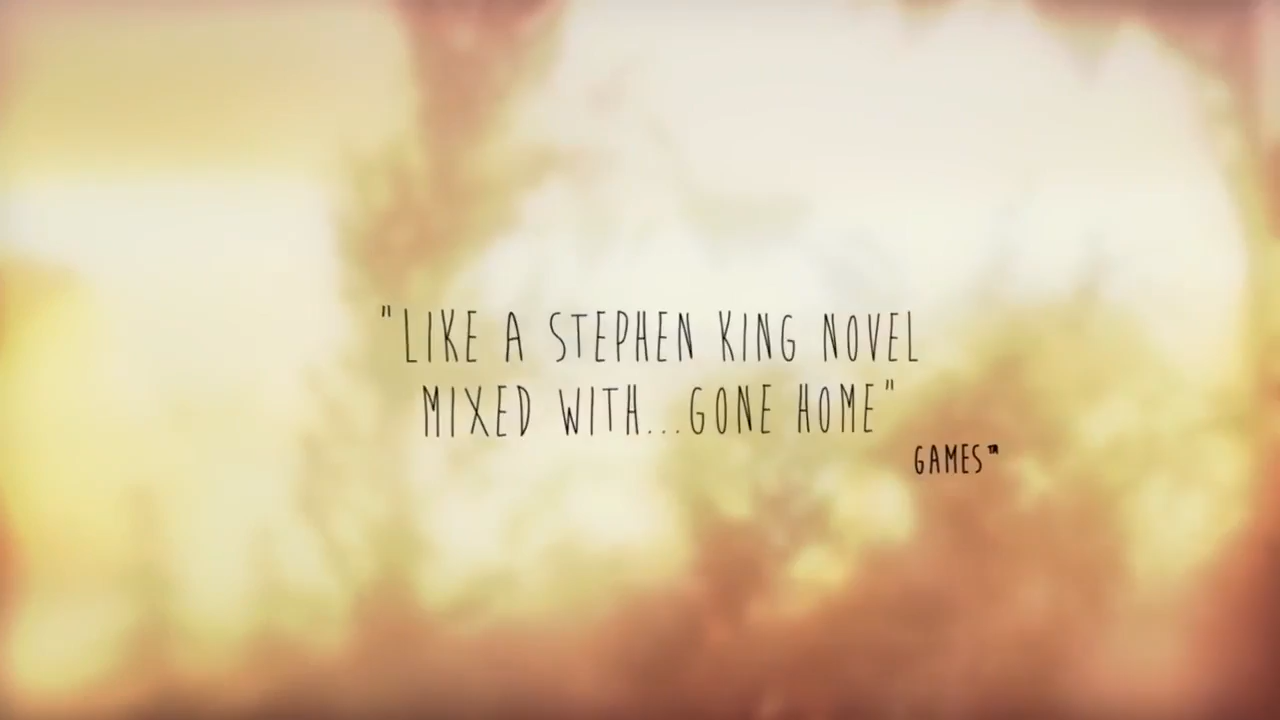 "LIKE A STEPHEN KING NOVEL
MIXED WITH...GONE HOME"
GAMES™